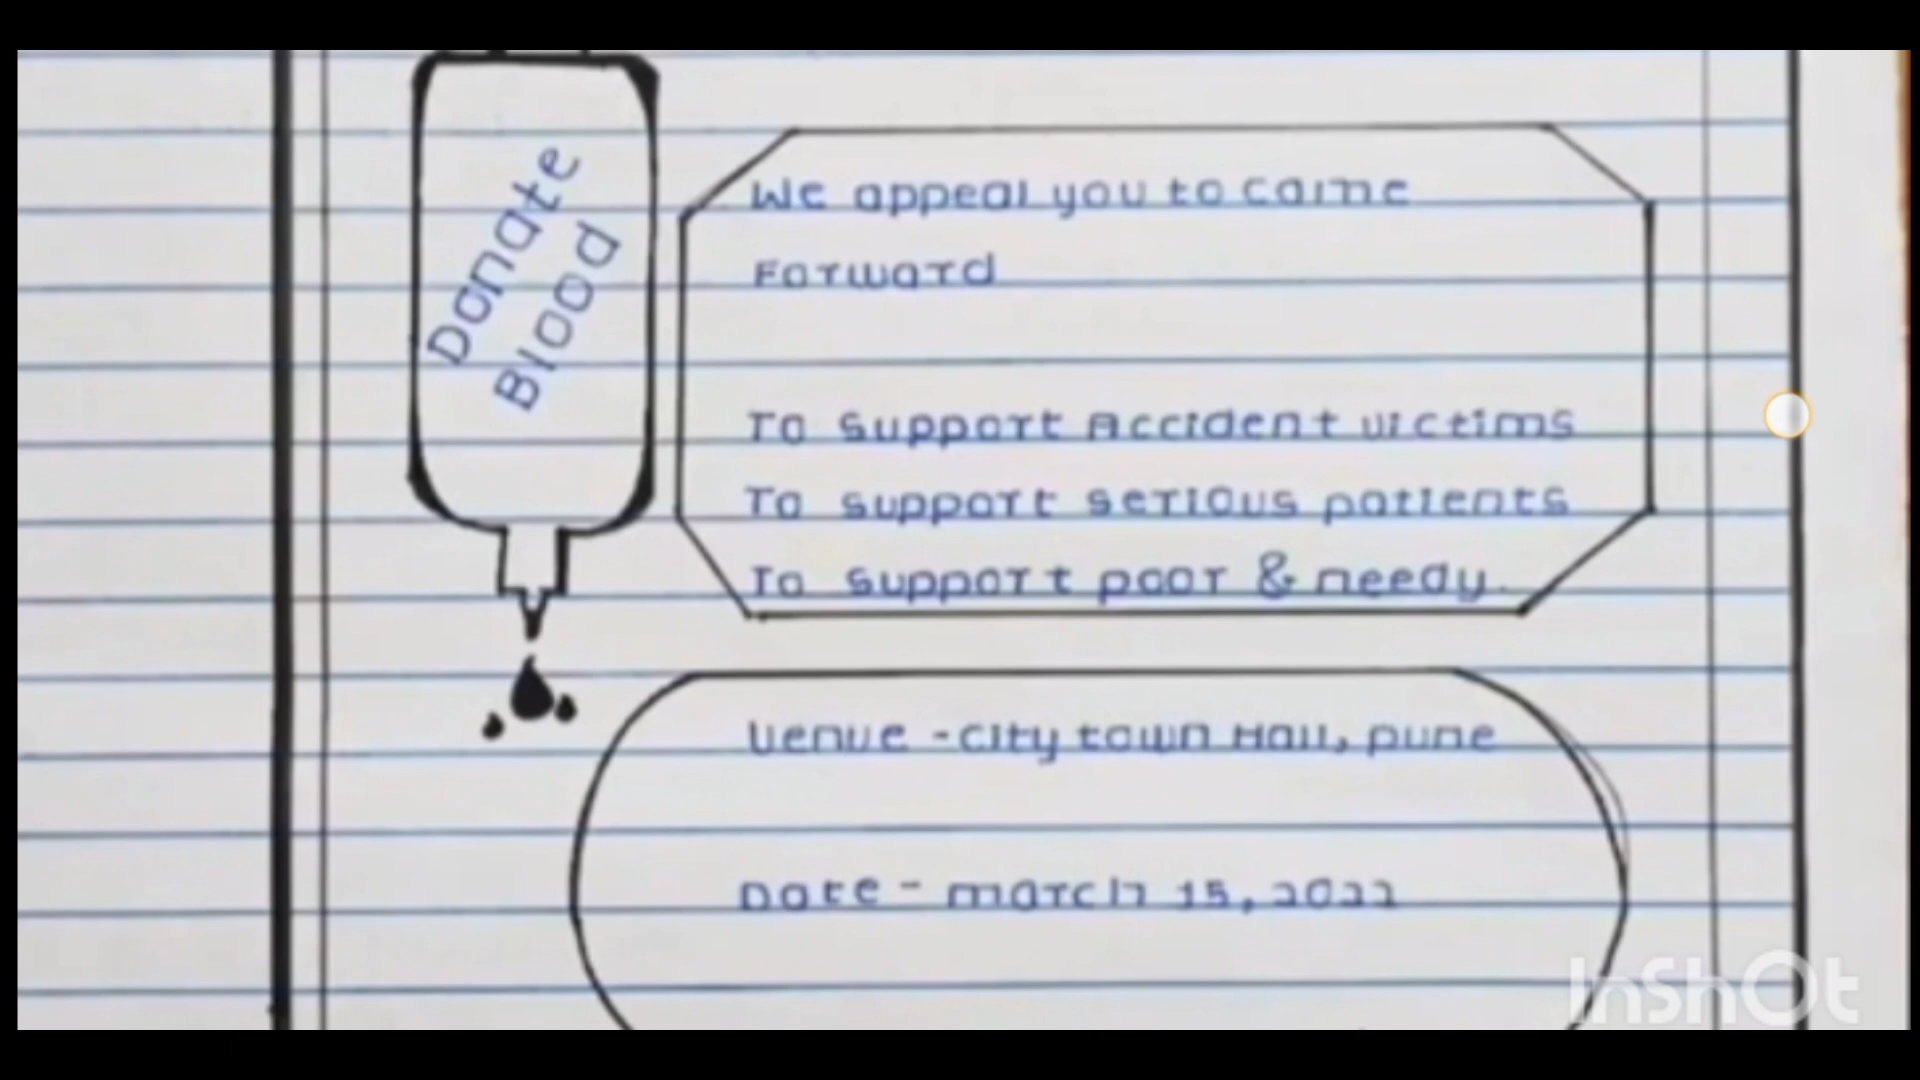 Donate
Blood
We appeal you to came
Forward
To support Accident victims
To support serious patients
To support poor & needy.
Venue - City town Hall, pune
Date - march 15, 2022
InShOt